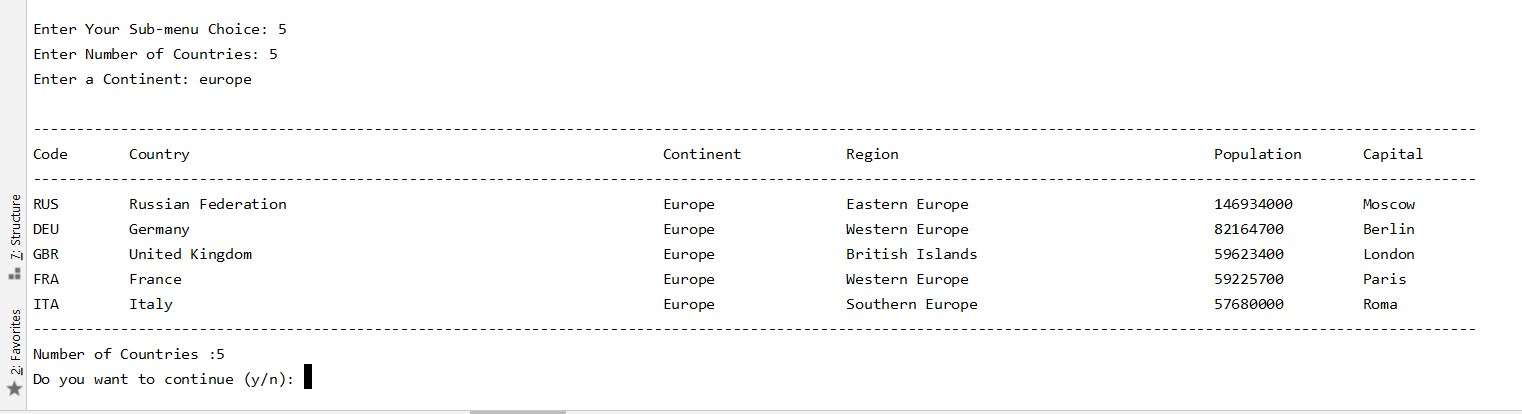 Enter Your Sub-menu Choice: 5
Enter Number of Countries: 5
Enter a Continent: europe
--------------------------------------------------------------------------------------------------------------------------------------------------------------------
Code Country Continent Region Population Capital
--------------------------------------------------------------------------------------------------------------------------------------------------------------------
RUS Russian Federation Europe Eastern Europe 146934000 Moscow
DEU Germany Europe Western Europe 82164700 Berlin
GBR United Kingdom Europe British Islands 59623400 London
FRA France Europe Western Europe 59225700 Paris
ITA Italy Europe Southern Europe 57680000 Roma
--------------------------------------------------------------------------------------------------------------------------------------------------------------------
Number of Countries :5
Do you want to continue (y/n):
7: Structure
2: Favorites